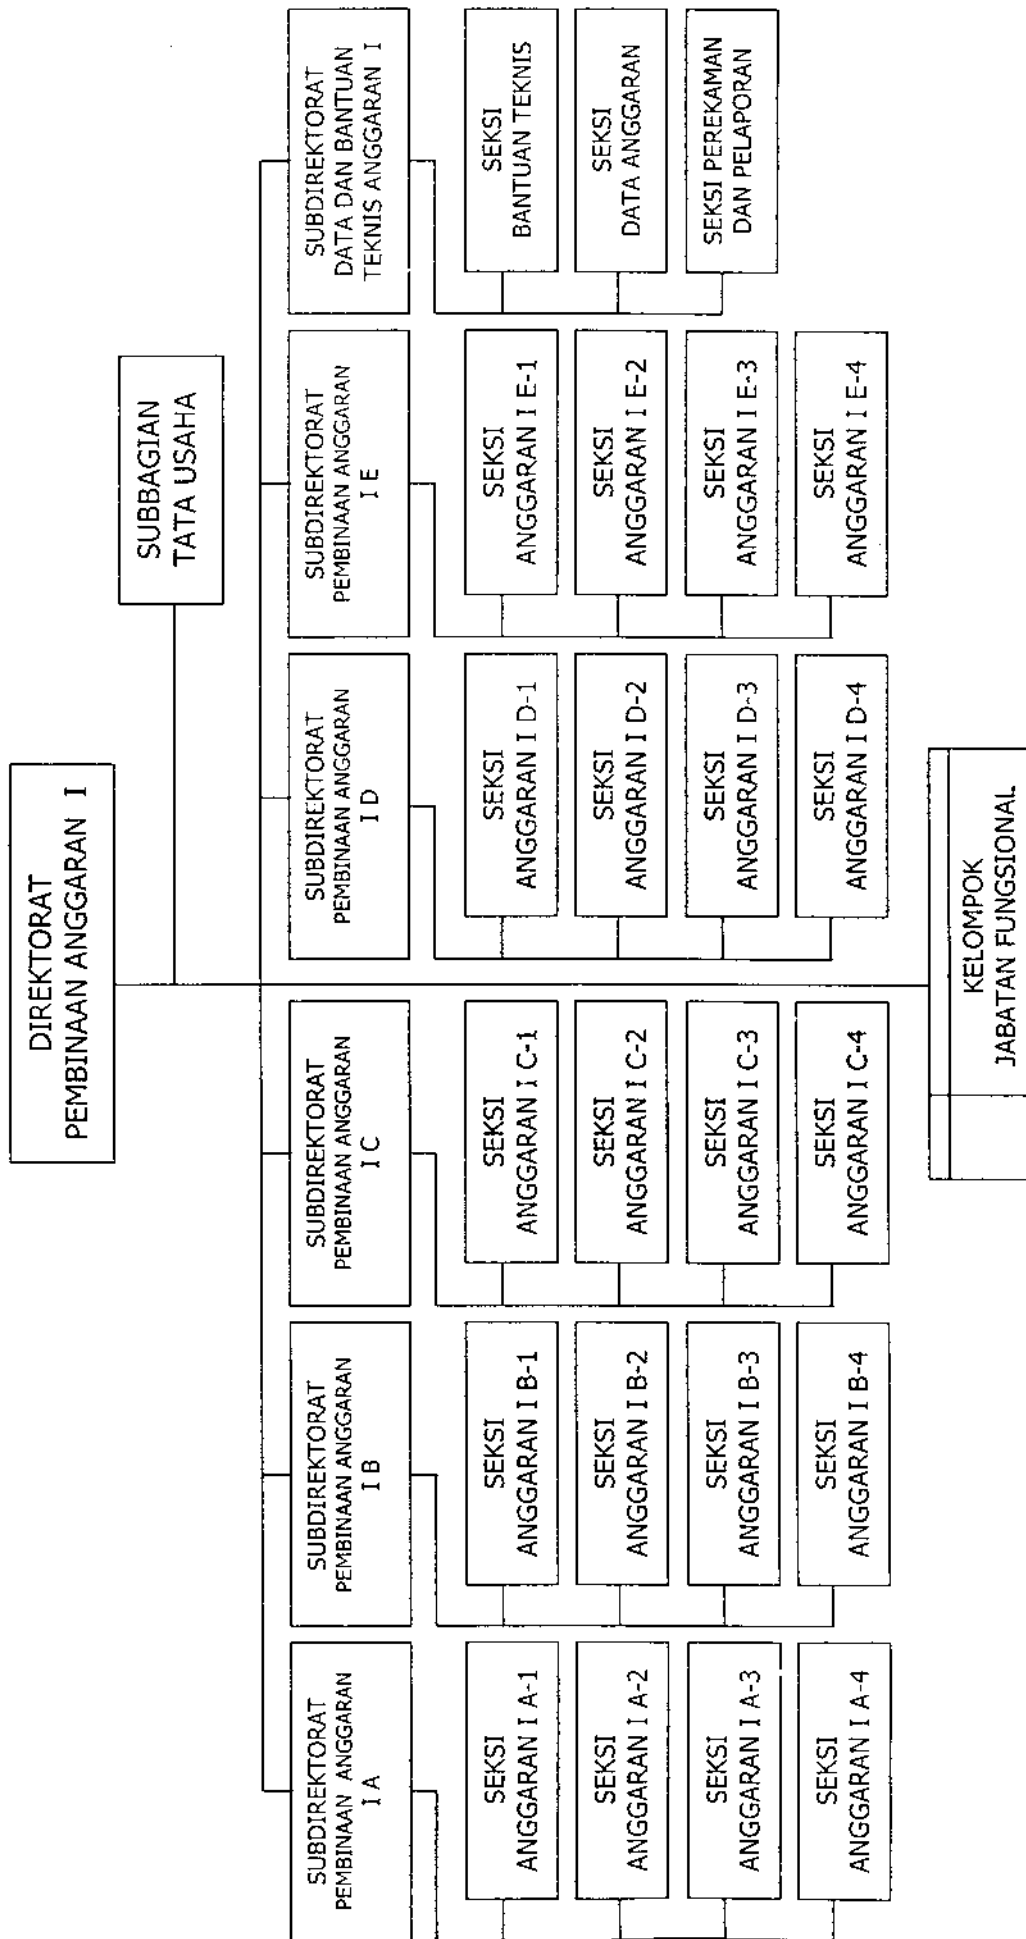 DIREKTORAT
PEMBINAAN ANGGARAN I
SUBBAGIAN
TATA USAHA
SUBDIREKTORAT
PEMBINAAN ANGGARAN
I A
SUBDIREKTORAT
PEMBINAAN ANGGARAN
I B
SUBDIREKTORAT
PEMBINAAN ANGGARAN
I C
SUBDIREKTORAT
PEMBINAAN ANGGARAN
I D
SUBDIREKTORAT
PEMBINAAN ANGGARAN
I E
SUBDIREKTORAT
DATA DAN BANTUAN
TEKNIS ANGGARAN I
SEKSI
ANGGARAN I A-1
SEKSI
ANGGARAN I B-1
SEKSI
ANGGARAN I C-1
SEKSI
ANGGARAN I D-1
SEKSI
ANGGARAN I E-1
SEKSI
BANTUAN TEKNIS
SEKSI
ANGGARAN I A-2
SEKSI
ANGGARAN I B-2
SEKSI
ANGGARAN I C-2
SEKSI
ANGGARAN I D-2
SEKSI
ANGGARAN I E-2
SEKSI
DATA ANGGARAN
SEKSI
ANGGARAN I A-3
SEKSI
ANGGARAN I B-3
SEKSI
ANGGARAN I C-3
SEKSI
ANGGARAN I D-3
SEKSI
ANGGARAN I E-3
SEKSI PEREKAMAN
DAN PELAPORAN
SEKSI
ANGGARAN I A-4
SEKSI
ANGGARAN I B-4
SEKSI
ANGGARAN I C-4
SEKSI
ANGGARAN I D-4
SEKSI
ANGGARAN I E-4
KELOMPOK
JABATAN FUNGSIONAL